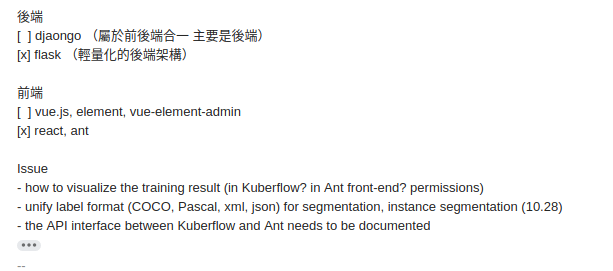 後端
[ ] djaongo （屬於前後端合一 主要是後端）
[x] flask （輕量化的後端架構）
前端
[ ] vue.js, element, vue-element-admin
[x] react, ant
Issue
- how to visualize the training result (in Kuberflow? in Ant front-end? permissions)
- unify label format (COCO, Pascal, xml, json) for segmentation, instance segmentation (10.28)
- the API interface between Kuberflow and Ant needs to be documented
•••
--